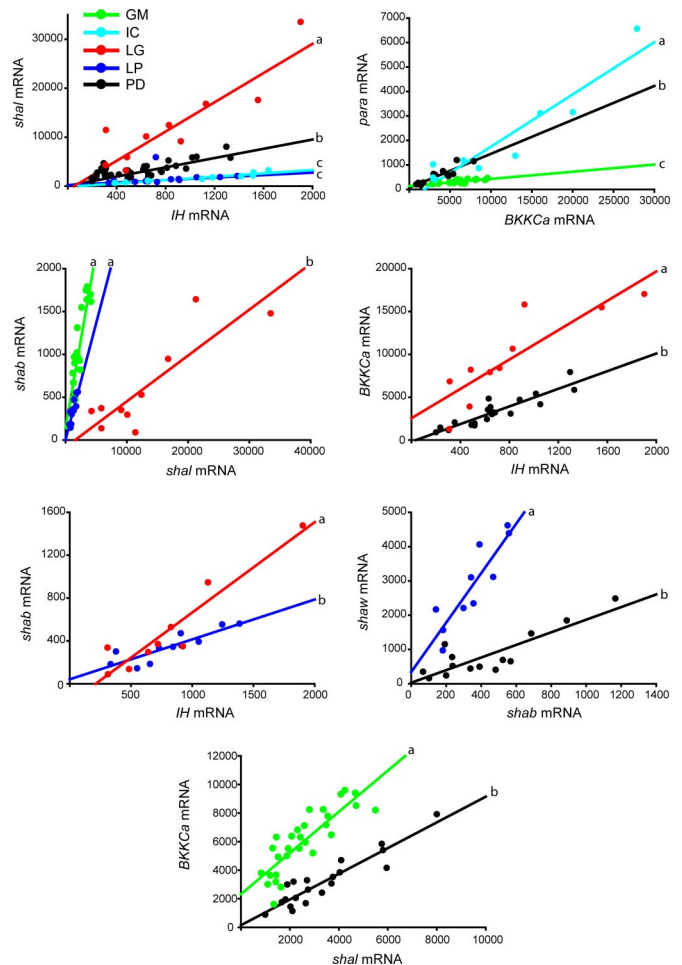 GM
IC
LG
LP
PD
shal mRNA
30000
20000
10000
0
400
800
1200
1600
2000
IH mRNA
a
b
c
c
para mRNA
7000
6000
5000
4000
3000
2000
1000
0
5000
10000
15000
20000
25000
30000
BKKCa mRNA
a
b
c
shab mRNA
2000
1500
1000
500
0
0
10000
20000
30000
40000
shal mRNA
a
a
b
BKKCa mRNA
20000
15000
10000
5000
0
400
800
1200
1600
2000
IH mRNA
a
b
shab mRNA
1600
1200
800
400
0
500
1000
1500
2000
IH mRNA
a
b
shaw mRNA
5000
4000
3000
2000
1000
0
0
200
400
600
800
1000
1200
1400
shab mRNA
a
b
BKKCa mRNA
12000
10000
8000
6000
4000
2000
0
2000
4000
6000
8000
10000
shal mRNA
a
b